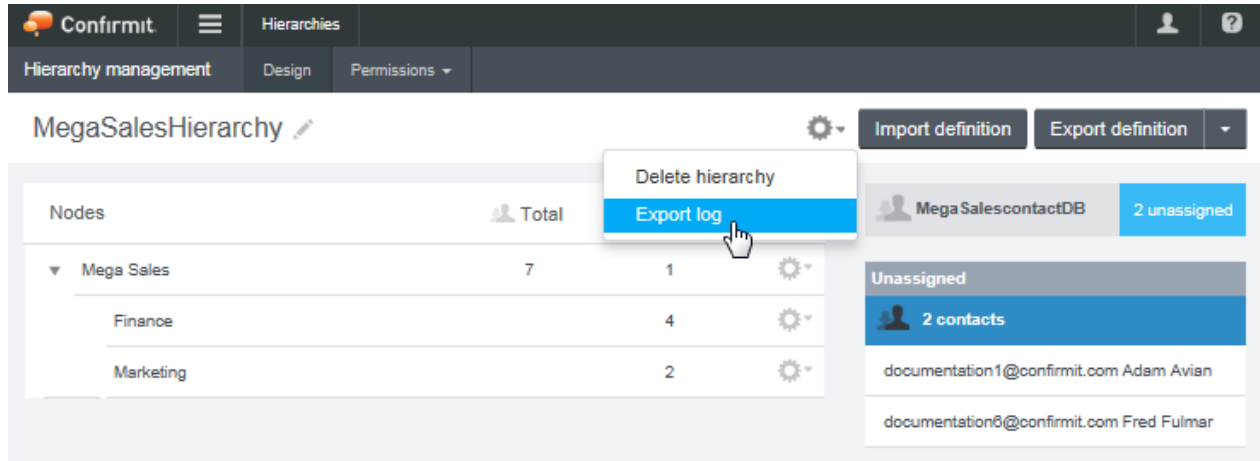 Confirmit. Hierarchies
Hierarchy management Design Permissions
MegaSalesHierarchy Import definition Export definition
Delete hierarchy
Nodes Total Export log MegaSalescontactDB 2 unassigned
Mega Sales 7 1
Unassigned
Finance 4 2 contacts
Marketing 2 documentation1@confirmit.com Adam Avian
documentation6@confirmit.com Fred Fulmar